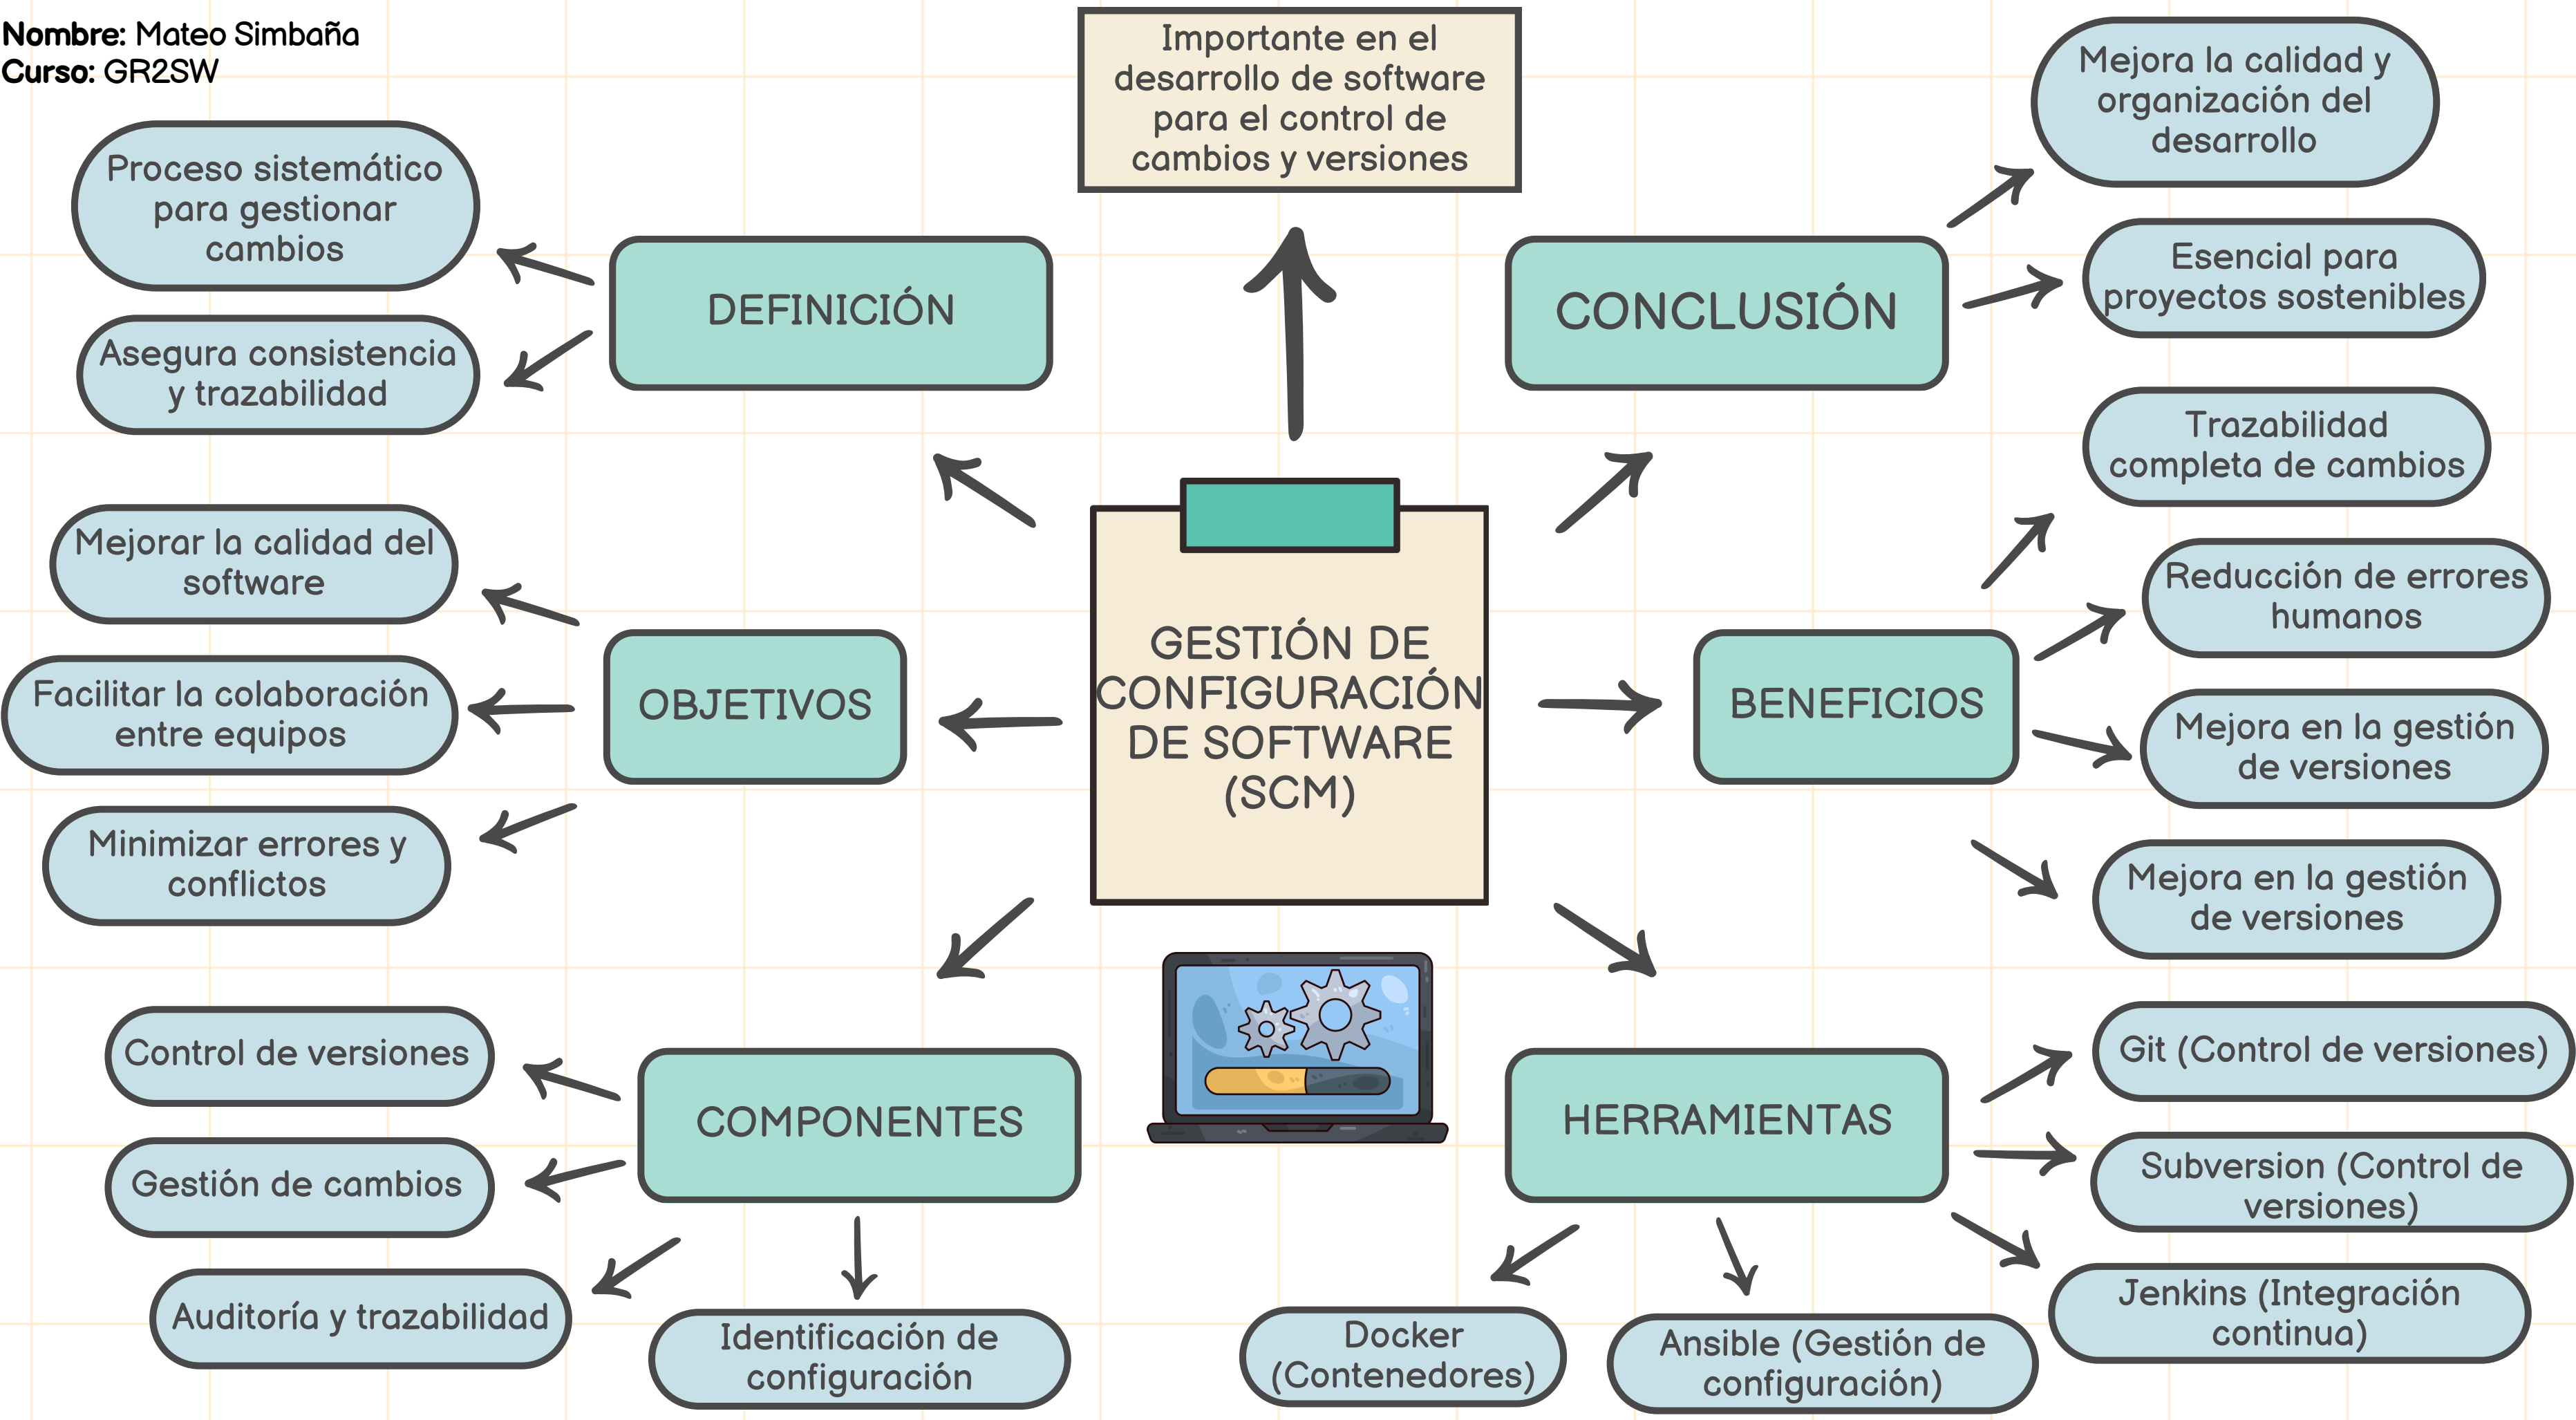 Nombre: Mateo Simbaña
Curso: GR2SW
Importante en el
desarrollo de software
para el control de
cambios y versiones
DEFINICIÓN
Proceso sistemático
para gestionar
cambios
Asegura consistencia
y trazabilidad
CONCLUSIÓN
Mejora la calidad y
organización del
desarrollo
Esencial para
proyectos sostenibles
GESTIÓN DE
CONFIGURACIÓN
DE SOFTWARE
(SCM)
OBJETIVOS
Mejorar la calidad del
software
Facilitar la colaboración
entre equipos
Minimizar errores y
conflictos
BENEFICIOS
Trazabilidad
completa de cambios
Reducción de errores
humanos
Mejora en la gestión
de versiones
Mejora en la gestión
de versiones
COMPONENTES
Control de versiones
Gestión de cambios
Auditoría y trazabilidad
Identificación de
configuración
HERRAMIENTAS
Git (Control de versiones)
Subversion (Control de
versiones)
Jenkins (Integración
continua)
Docker
(Contenedores)
Ansible (Gestión de
configuración)